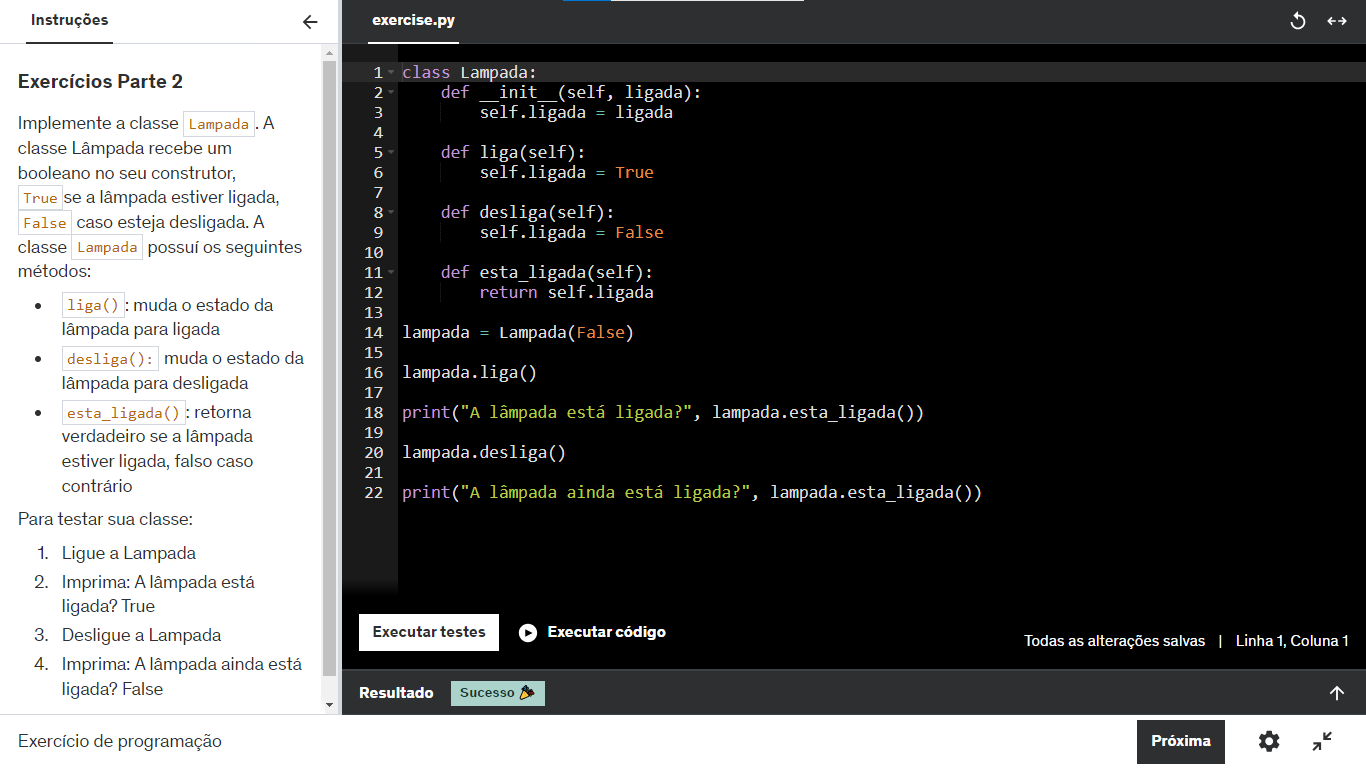 Instruções
Exercícios Parte 2
Implemente a classe Lampada. A
classe Lâmpada recebe um
booleano no seu construtor,
True se a lâmpada estiver ligada,
False caso esteja desligada. A
classe Lampada possuí os seguintes
métodos:
liga(): muda o estado da
lâmpada para ligada
desliga(): muda o estado da
lâmpada para desligada
esta_ligada(): retorna
verdadeiro se a lâmpada
estiver ligada, falso caso
contrário
Para testar sua classe:
1. Ligue a Lampada
2. Imprima: A lâmpada está
ligada? True
3. Desligue a Lampada
4. Imprima: A lâmpada ainda está
ligada? False
exercise.py
1 class Lampada:
2     def __init__(self, ligada):
3         self.ligada = ligada
4
5     def liga(self):
6         self.ligada = True
7
8     def desliga(self):
9         self.ligada = False
10
11     def esta_ligada(self):
12         return self.ligada
13
14 lampada = Lampada(False)
15
16 lampada.liga()
17
18 print("A lâmpada está ligada?", lampada.esta_ligada())
19
20 lampada.desliga()
21
22 print("A lâmpada ainda está ligada?", lampada.esta_ligada())
Executar testes
Executar código
Todas as alterações salvas | Linha 1, Coluna 1
Resultado Sucesso
Exercício de programação
Próxima